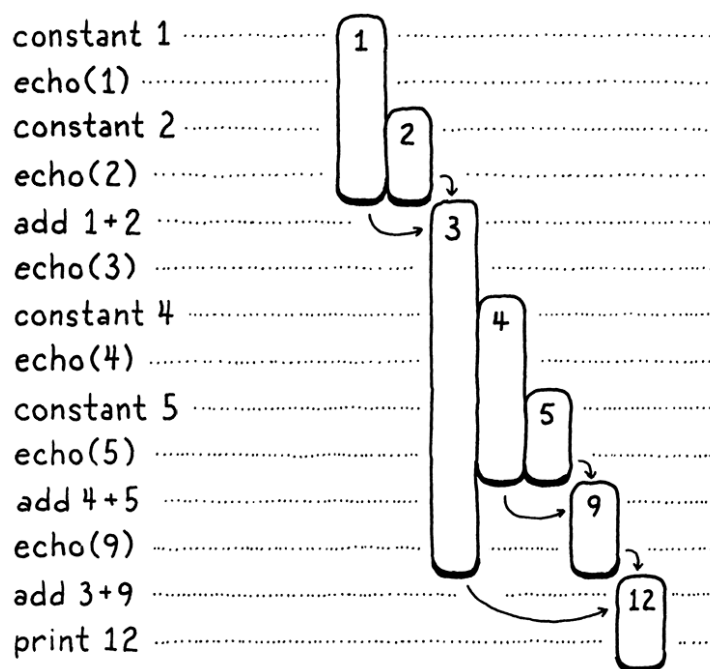 constant 1
echo(1)
constant 2
echo(2)
add 1+2
echo(3)
constant 4
echo(4)
constant 5
echo(5)
add 4+5
echo(9)
add 3+9
print 12
1
2
3
4
5
9
12